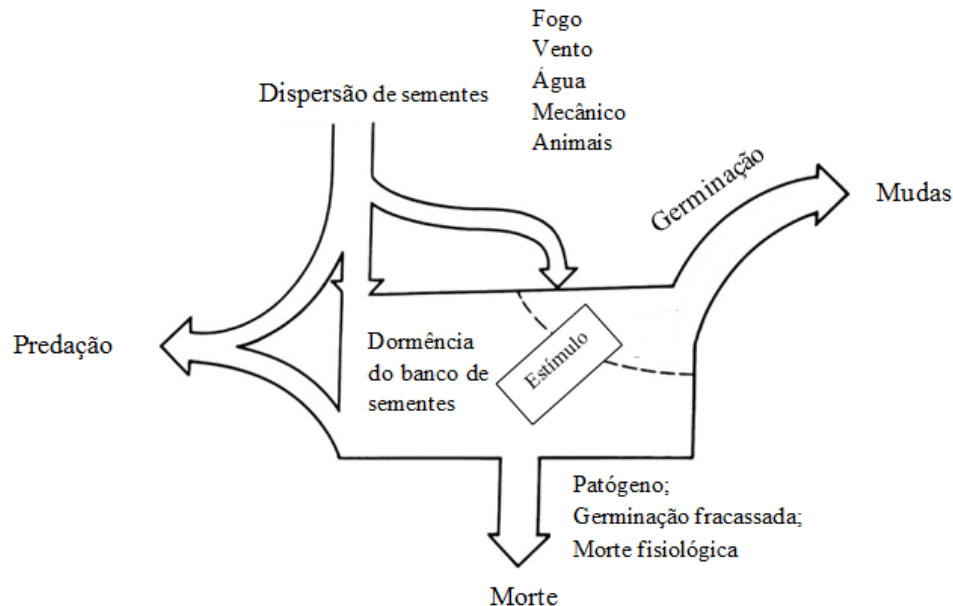 Fogo
Vento
Água
Mecânico
Animais
Dispersão de sementes
Germinação
Mudas
Predação
Dormência
do banco de
sementes
Estímulo
Patógeno;
Germinação fracassada;
Morte fisiológica
Morte